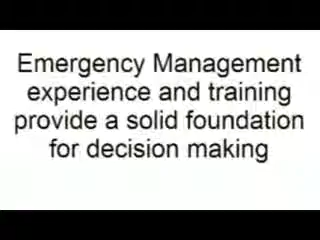 Emergency Management
experience and training
provide a solid foundation
for decision making